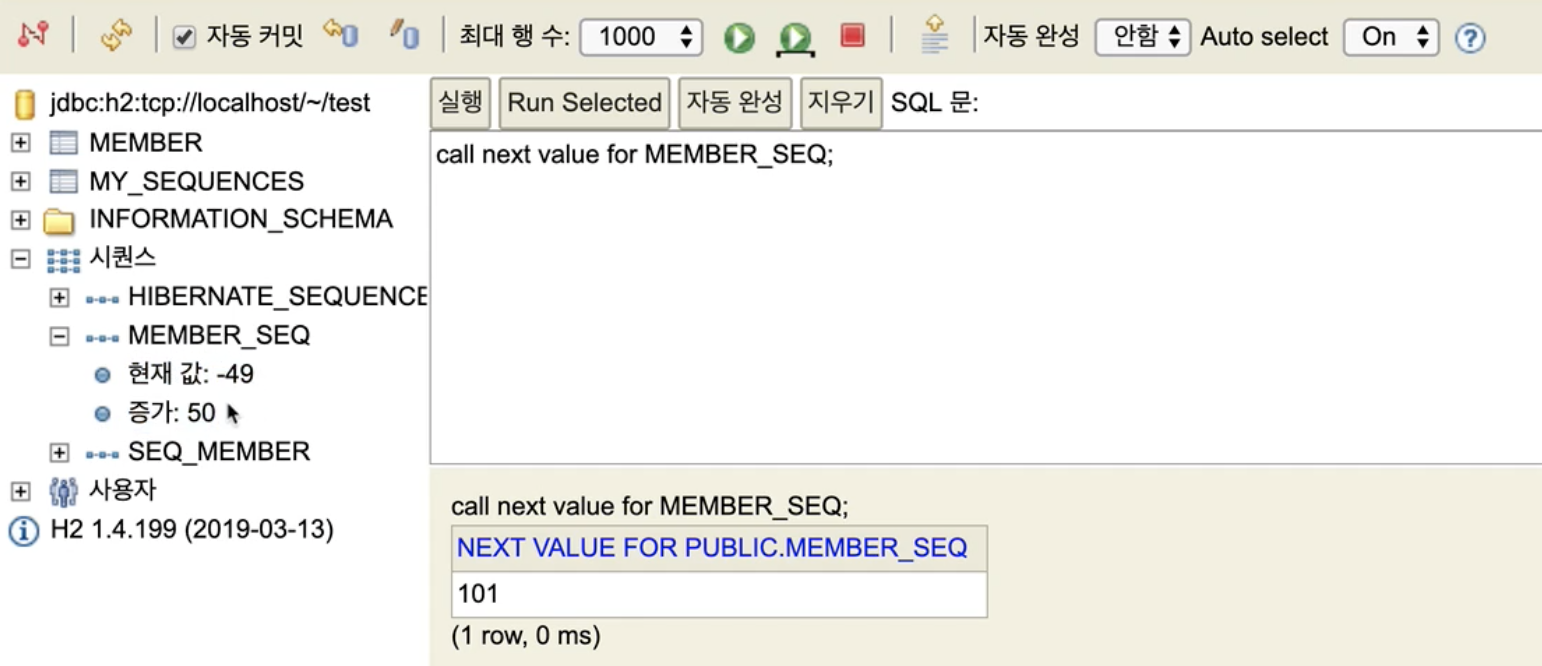 자동 커밋 최대 행 수: 1000 자동 완성 안함 Auto select On
jdbc:h2:tcp://localhost/~/test
MEMBER
MY_SEQUENCES
INFORMATION_SCHEMA
시퀀스
HIBERNATE_SEQUENCE
MEMBER_SEQ
현재 값: -49
증가: 50
SEQ_MEMBER
사용자
H2 1.4.199 (2019-03-13)
실행 Run Selected 자동 완성 지우기 SQL 문:
call next value for MEMBER_SEQ;
call next value for MEMBER_SEQ;
NEXT VALUE FOR PUBLIC.MEMBER_SEQ
101
(1 row, 0 ms)